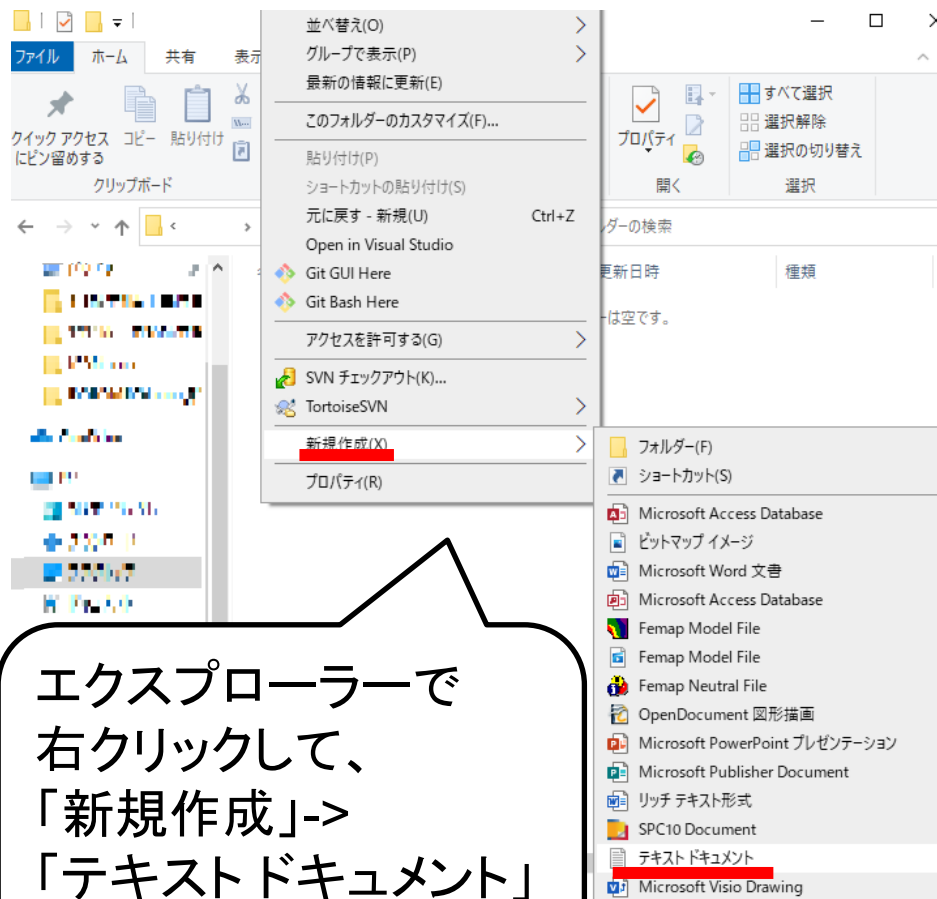 ファイル ホーム 共有 表示
クイック アクセス
にピン留めする
コピー
貼り付け
クリップボード
プロパティ
開く
すべて選択
選択解除
選択の切り替え
選択
ダーの検索
更新日時 種類
は空です。
並べ替え(O)
グループで表示(P)
最新の情報に更新(E)
このフォルダーのカスタマイズ(F)...
貼り付け(P)
ショートカットの貼り付け(S)
元に戻す - 新規(U) Ctrl+Z
Open in Visual Studio
Git GUI Here
Git Bash Here
アクセスを許可する(G)
SVN チェックアウト(K)...
TortoiseSVN
新規作成(X)
プロパティ(R)
フォルダー(F)
ショートカット(S)
Microsoft Access Database
ビットマップ イメージ
Microsoft Word 文書
Microsoft Access Database
Femap Model File
Femap Model File
Femap Neutral File
OpenDocument 図形描画
Microsoft PowerPoint プレゼンテーション
Microsoft Publisher Document
リッチ テキスト形式
SPC10 Document
テキスト ドキュメント
Microsoft Visio Drawing
エクスプローラーで
右クリックして、
「新規作成」->
「テキスト ドキュメント」